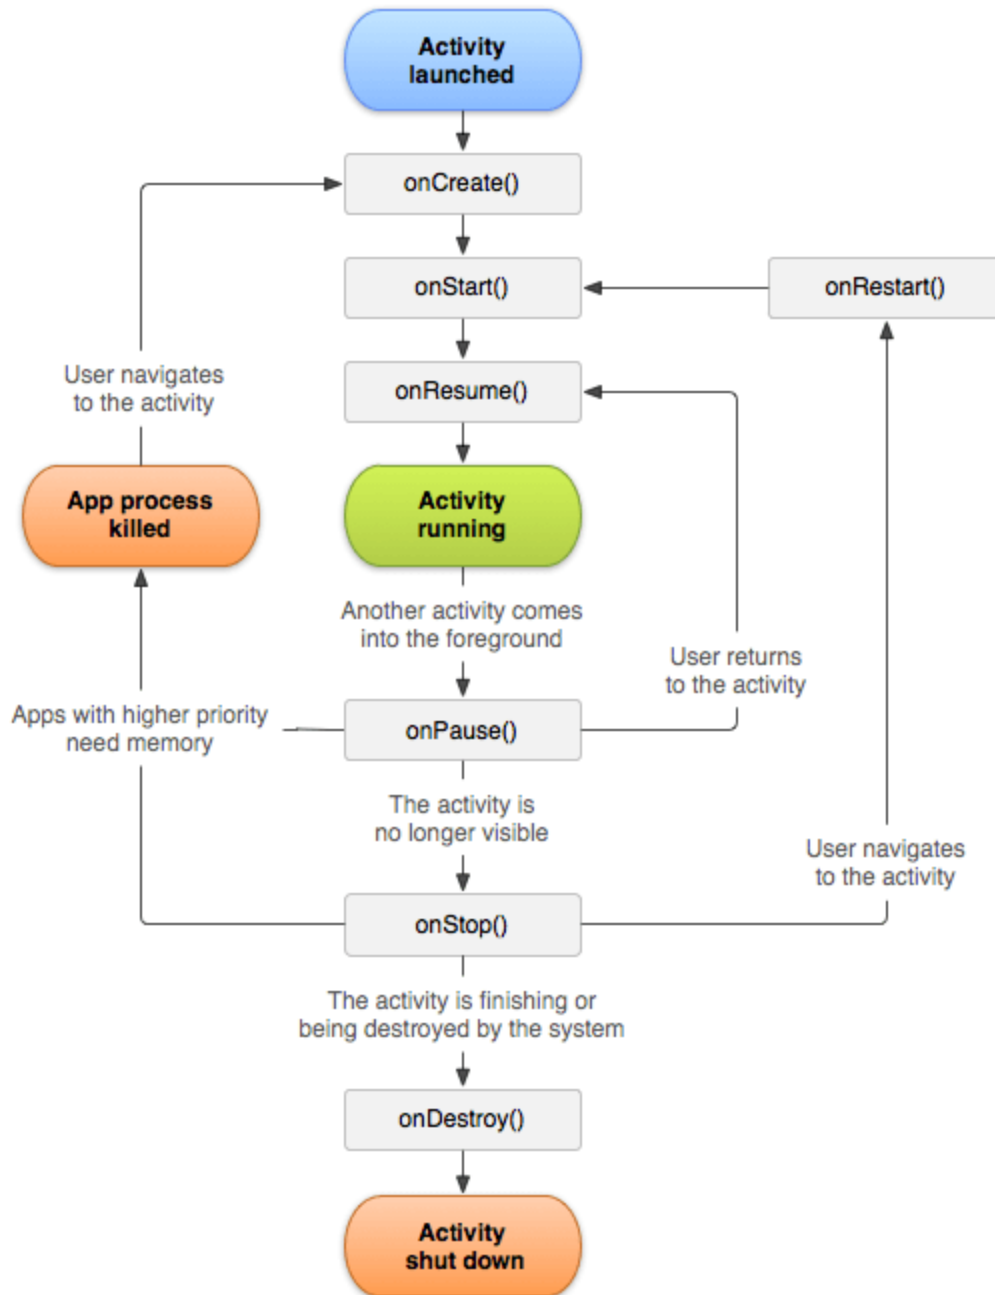 Activity
launched
onCreate()
onStart()
onRestart()
User navigates
to the activity
onResume()
App process
killed
Activity
running
Another activity comes
into the foreground
User returns
to the activity
Apps with higher priority
need memory
onPause()
The activity is
no longer visible
User navigates
to the activity
onStop()
The activity is finishing or
being destroyed by the system
onDestroy()
Activity
shut down